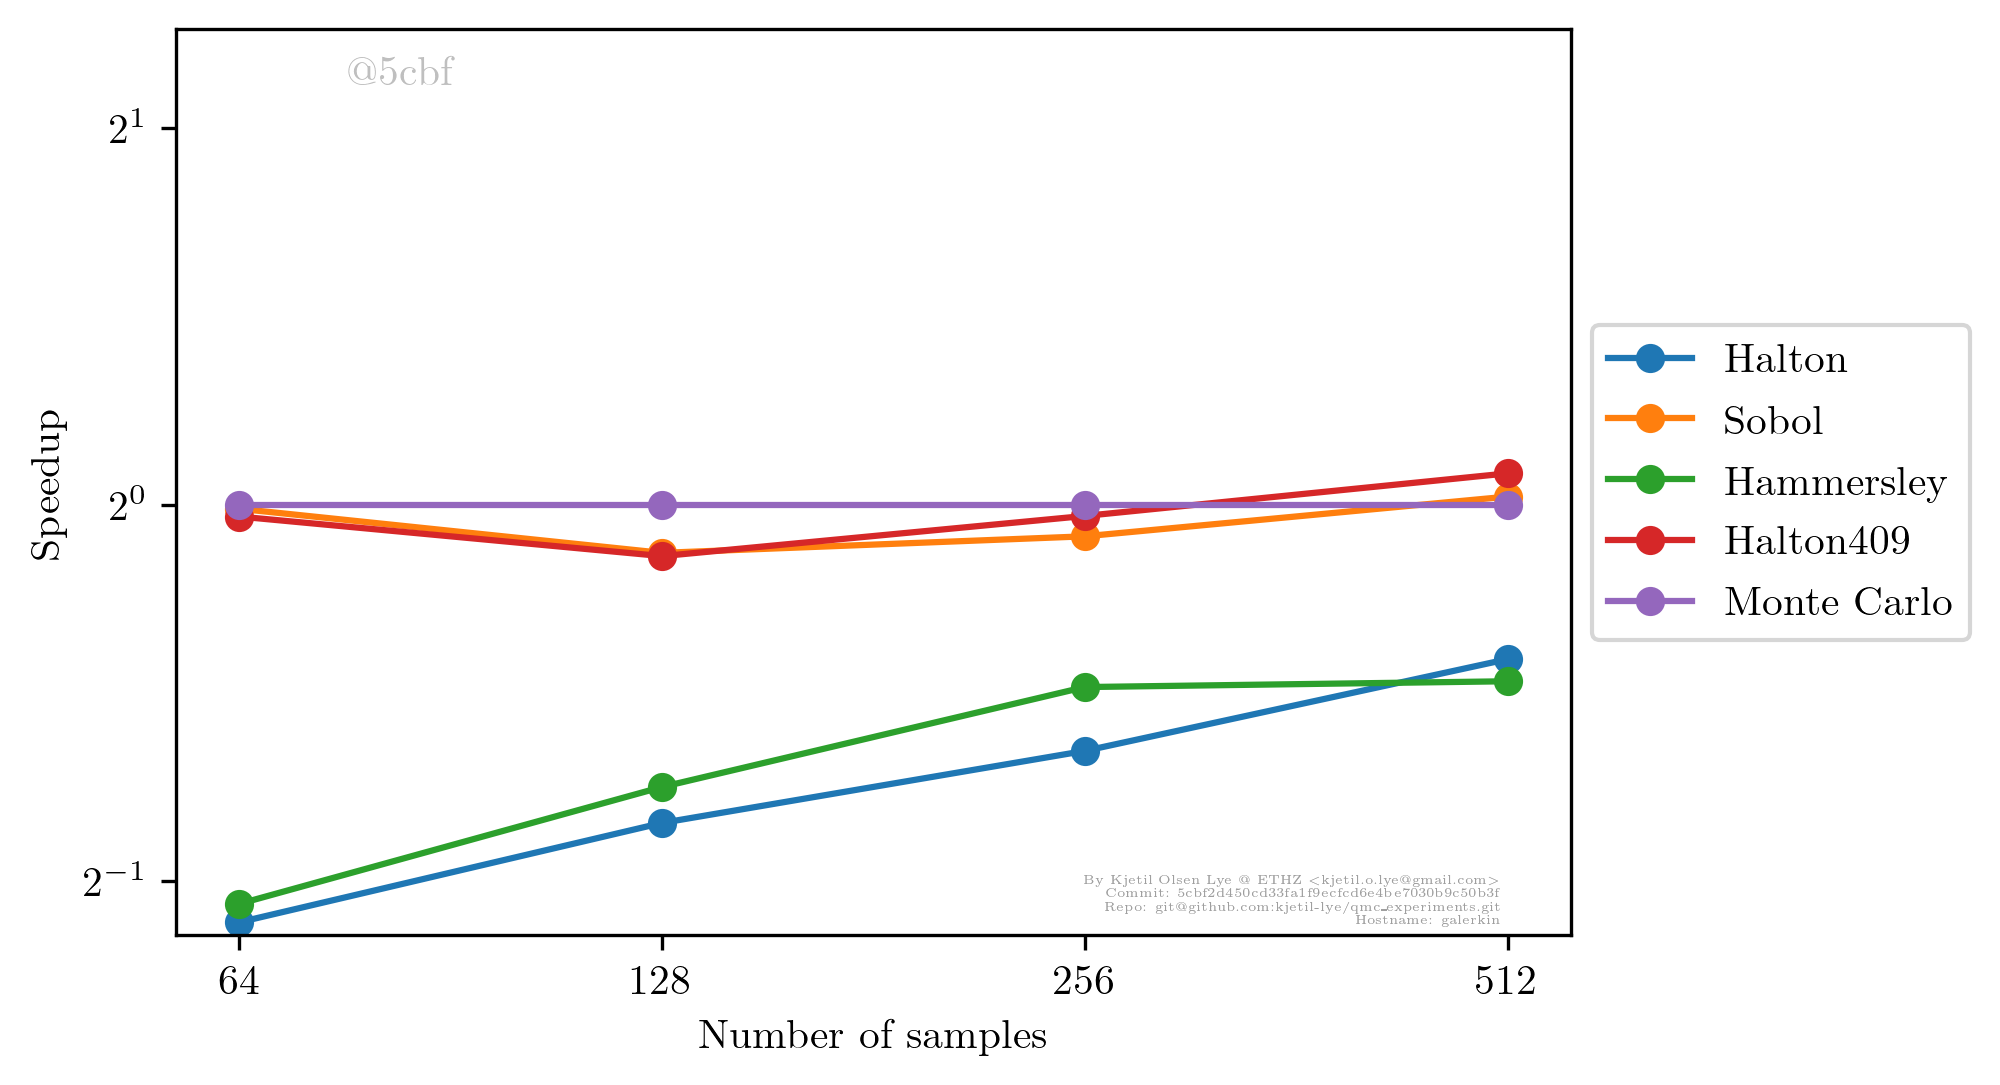 @5cbf
2^1
2^0
2^-1
Speedup
64
128
256
512
Number of samples
Halton
Sobol
Hammersley
Halton409
Monte Carlo
By Kjetil Olsen Lye @ ETHZ <kjetil.o.lye@gmail.com>
Commit: 5cbf2d450cd33fa1f9ecfcd6e4be7030b9c50b3f
Repo: git@github.com:kjetil-lye/qmc_experiments.git
Hostname: galerkin